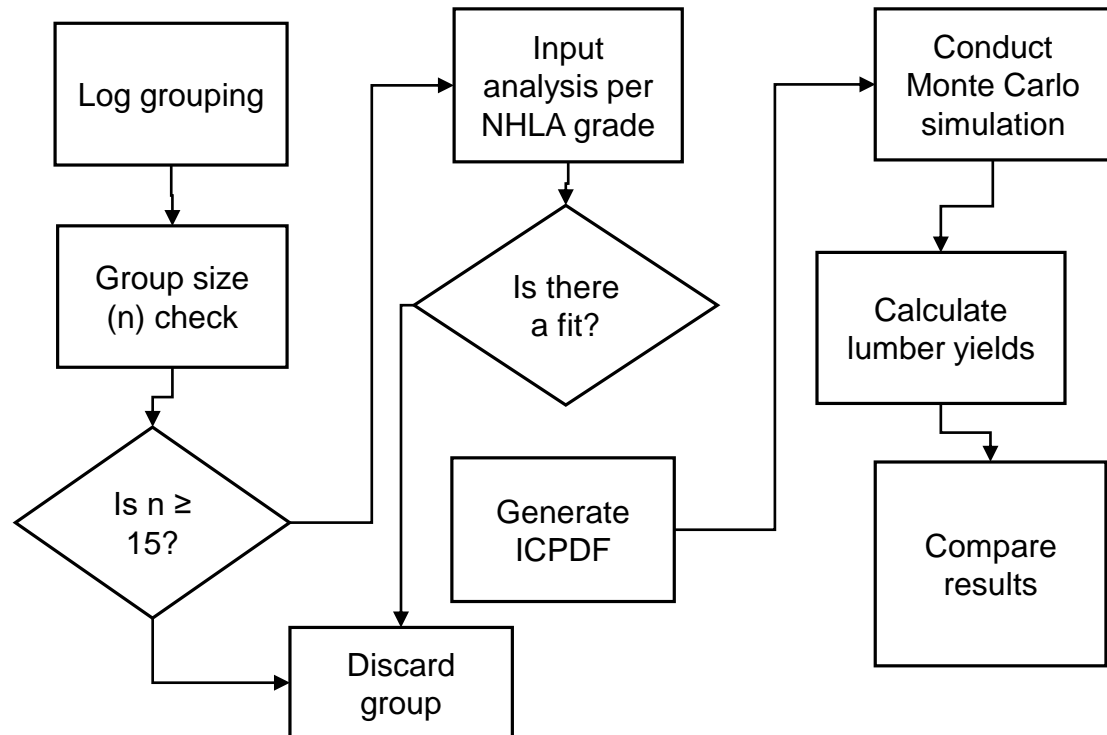 Log grouping
Group size
(n) check
Is n ≥
15?
Discard
group
Input
analysis per
NHLA grade
Is there
a fit?
Generate
ICPDF
Conduct
Monte Carlo
simulation
Calculate
lumber yields
Compare
results